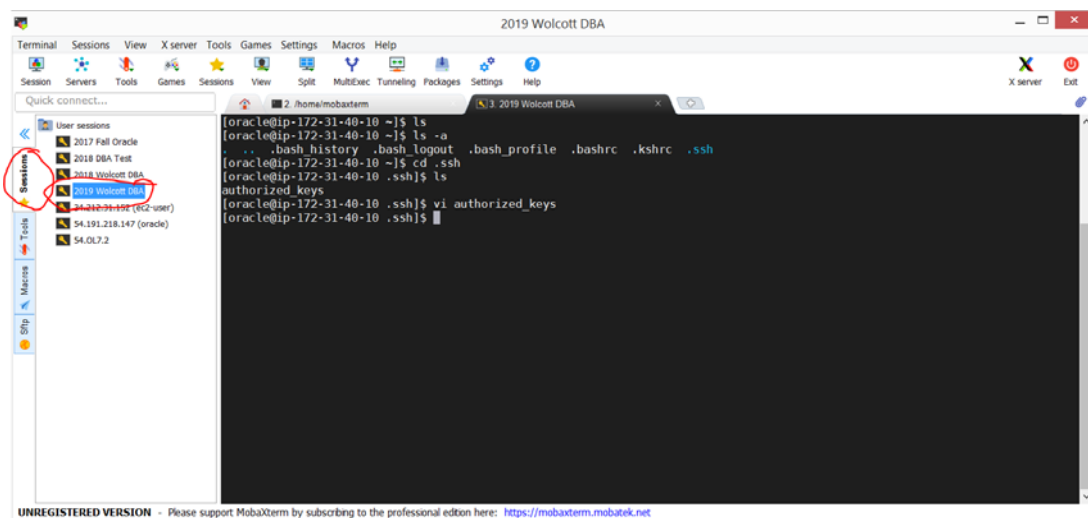 2019 Wolcott DBA
Terminal Sessions View X server Tools Games Settings Macros Help
Session Servers Tools Games Sessions View Split MultiExec Tunneling Packages Settings Help X server Exit
Quick connect...
2. /home/mobaxterm
3. 2019 Wolcott DBA
User sessions
2017 Fall Oracle
2018 DBA Test
2018 Wolcott DBA
2019 Wolcott DBA
34.212.31.152 (ec2-user)
54.191.218.147 (oracle)
54.OL7.2
Sessions
Tools
Macros
Sftp
[oracle@ip-172-31-40-10 ~]$ ls
[oracle@ip-172-31-40-10 ~]$ ls -a
. .. .bash_history .bash_logout .bash_profile .bashrc .kshrc .ssh
[oracle@ip-172-31-40-10 ~]$ cd .ssh
[oracle@ip-172-31-40-10 .ssh]$ ls
authorized_keys
[oracle@ip-172-31-40-10 .ssh]$ vi authorized_keys
[oracle@ip-172-31-40-10 .ssh]$
UNREGISTERED VERSION - Please support MobaXterm by subscribing to the professional edition here: https://mobaxterm.mobatek.net